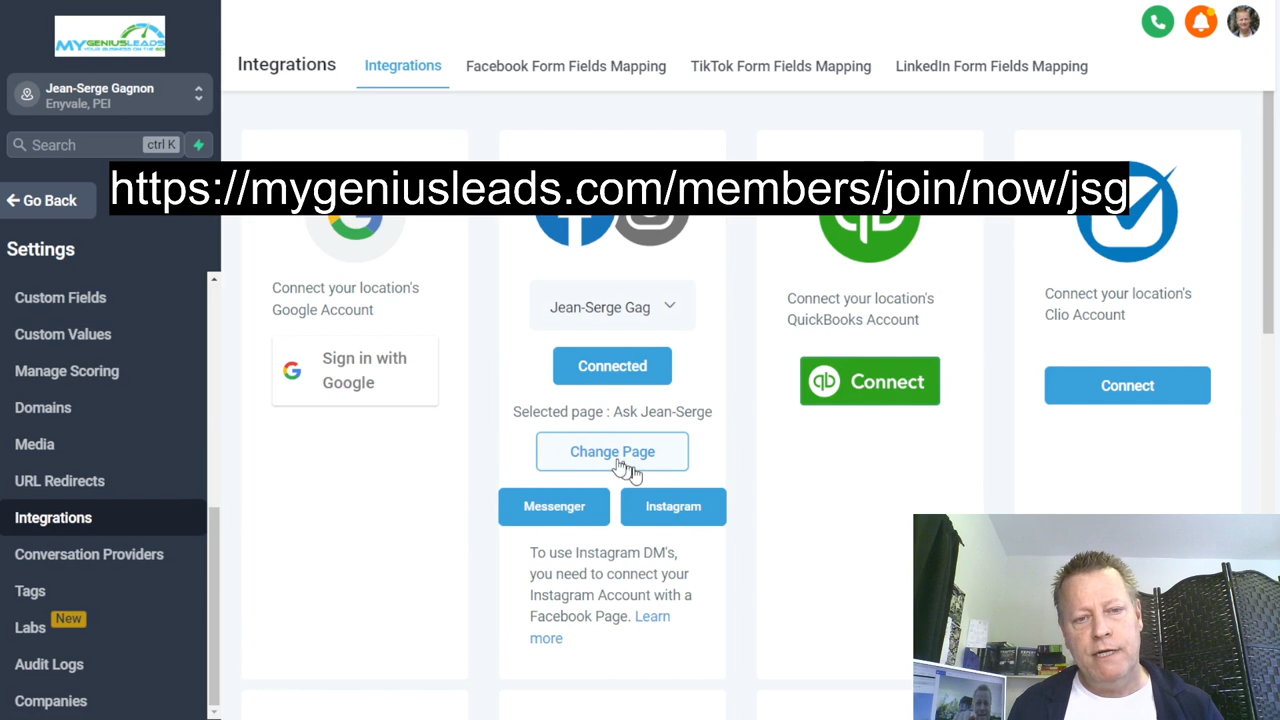 MYGENIUSLEADS
Jean-Serge Gagnon
Enyvale, PEI
Search
ctrl K
Go Back
Settings
Custom Fields
Custom Values
Manage Scoring
Domains
Media
URL Redirects
Integrations
Conversation Providers
Tags
Labs New
Audit Logs
Companies
Integrations
Integrations
Facebook Form Fields Mapping
TikTok Form Fields Mapping
LinkedIn Form Fields Mapping
https://mygeniusleads.com/members/join/now/jsg
Connect your location's
Google Account
Sign in with
Google
Jean-Serge Gag
Connected
Selected page : Ask Jean-Serge
Change Page
Messenger
Instagram
To use Instagram DM's,
you need to connect your
Instagram Account with a
Facebook Page. Learn
more
Connect your location's
QuickBooks Account
qb Connect
Connect your location's
Clio Account
Connect